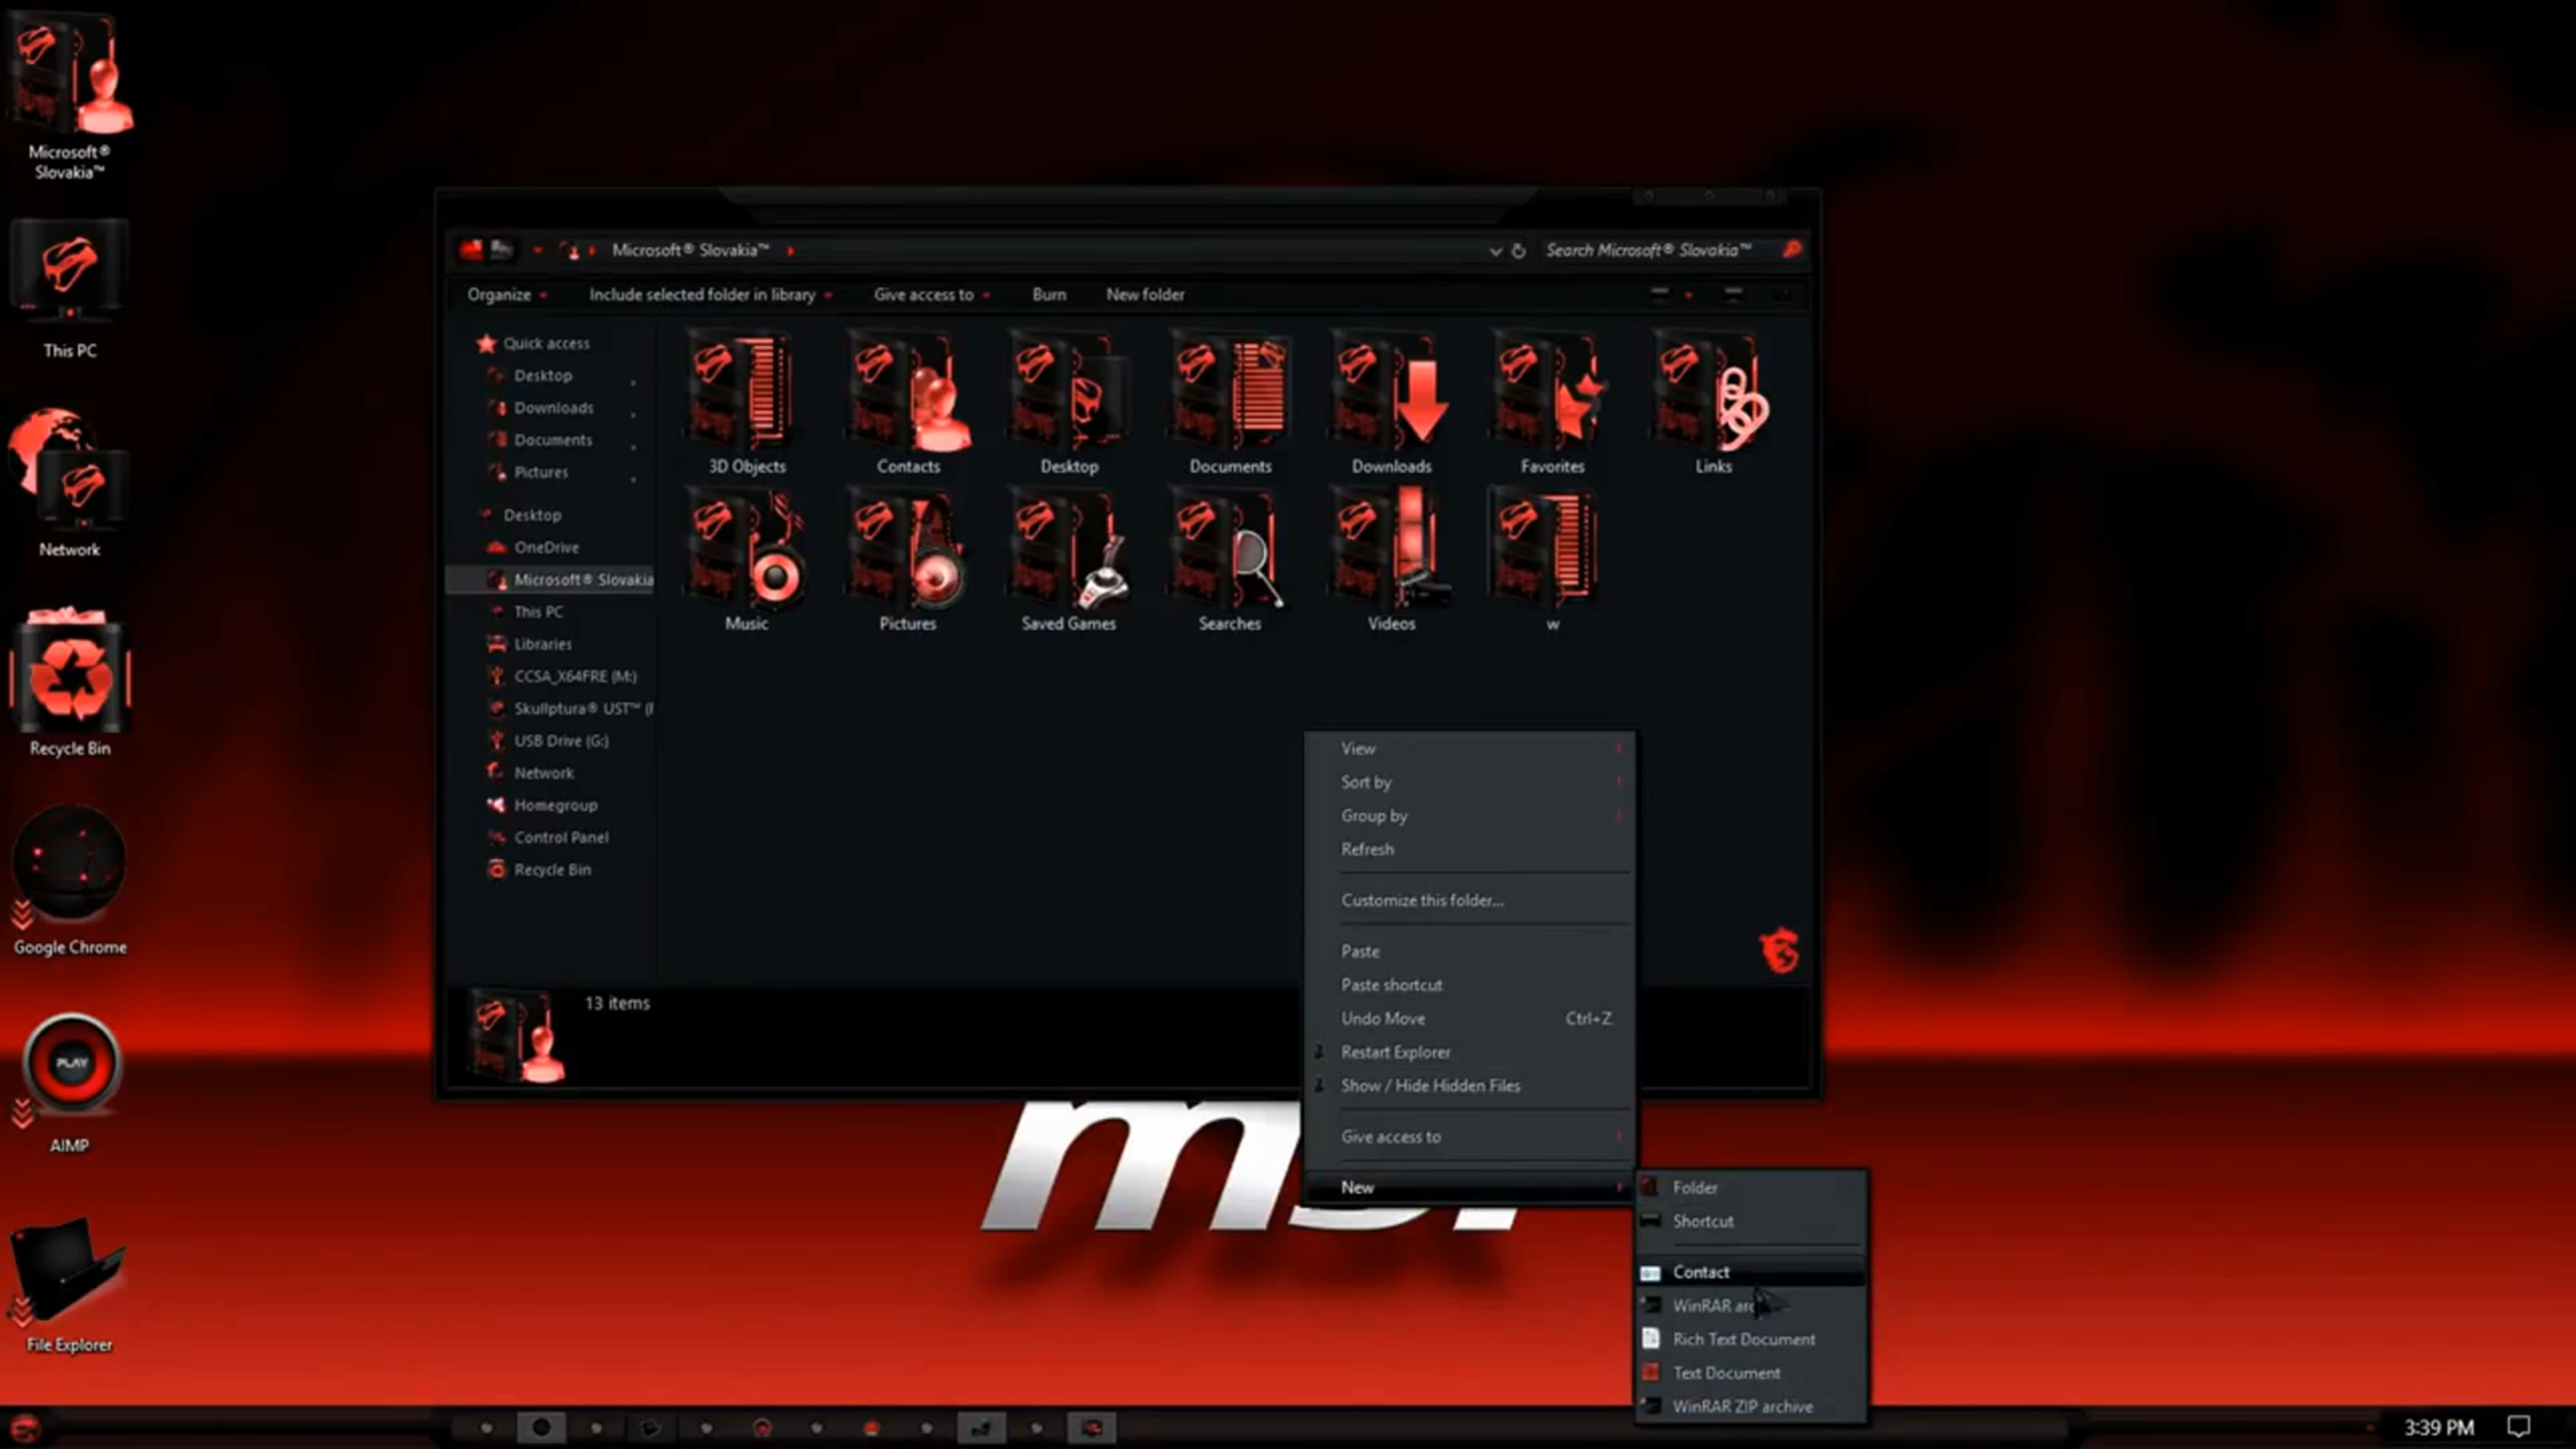 Microsoft®
Slovakia™
This PC
Network
Recycle Bin
Google Chrome
PLAY
AIMP
File Explorer
Microsoft® Slovakia™
Search Microsoft® Slovakia™
Organize
Include selected folder in library
Give access to
Burn
New folder
Quick access
Desktop
Downloads
Documents
Pictures
Desktop
OneDrive
Microsoft® Slovakia
This PC
Libraries
CCSA_X64FRE (M:)
Skullptura® UST™ (
USB Drive (G:)
Network
Homegroup
Control Panel
Recycle Bin
3D Objects
Contacts
Desktop
Documents
Downloads
Favorites
Links
Music
Pictures
Saved Games
Searches
Videos
w
13 items
View
Sort by
Group by
Refresh
Customize this folder...
Paste
Paste shortcut
Undo Move Ctrl+Z
Restart Explorer
Show / Hide Hidden Files
Give access to
New
Folder
Shortcut
Contact
WinRAR arc
Rich Text Document
Text Document
WinRAR ZIP archive
msi
3:39 PM